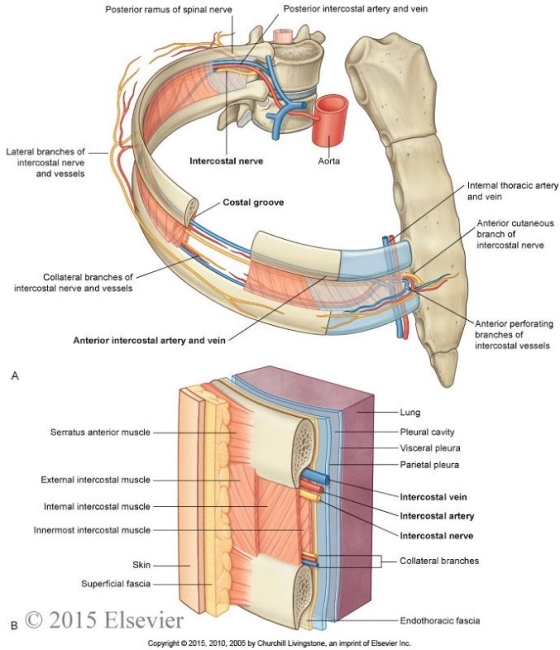 Posterior ramus of spinal nerve
Posterior intercostal artery and vein
Lateral branches of
intercostal nerve
and vessels
Intercostal nerve
Aorta
Costal groove
Internal thoracic artery
and vein
Anterior cutaneous
branch of
intercostal nerve
Collateral branches of
intercostal nerve and vessels
Anterior intercostal artery and vein
Anterior perforating
branches of
intercostal vessels
A
Serratus anterior muscle
External intercostal muscle
Internal intercostal muscle
Innermost intercostal muscle
Skin
Superficial fascia
Lung
Pleural cavity
Visceral pleura
Parietal pleura
Intercostal vein
Intercostal artery
Intercostal nerve
Collateral branches
Endothoracic fascia
B
© 2015 Elsevier
Copyright © 2015, 2010, 2005 by Churchill Livingstone, an imprint of Elsevier Inc.